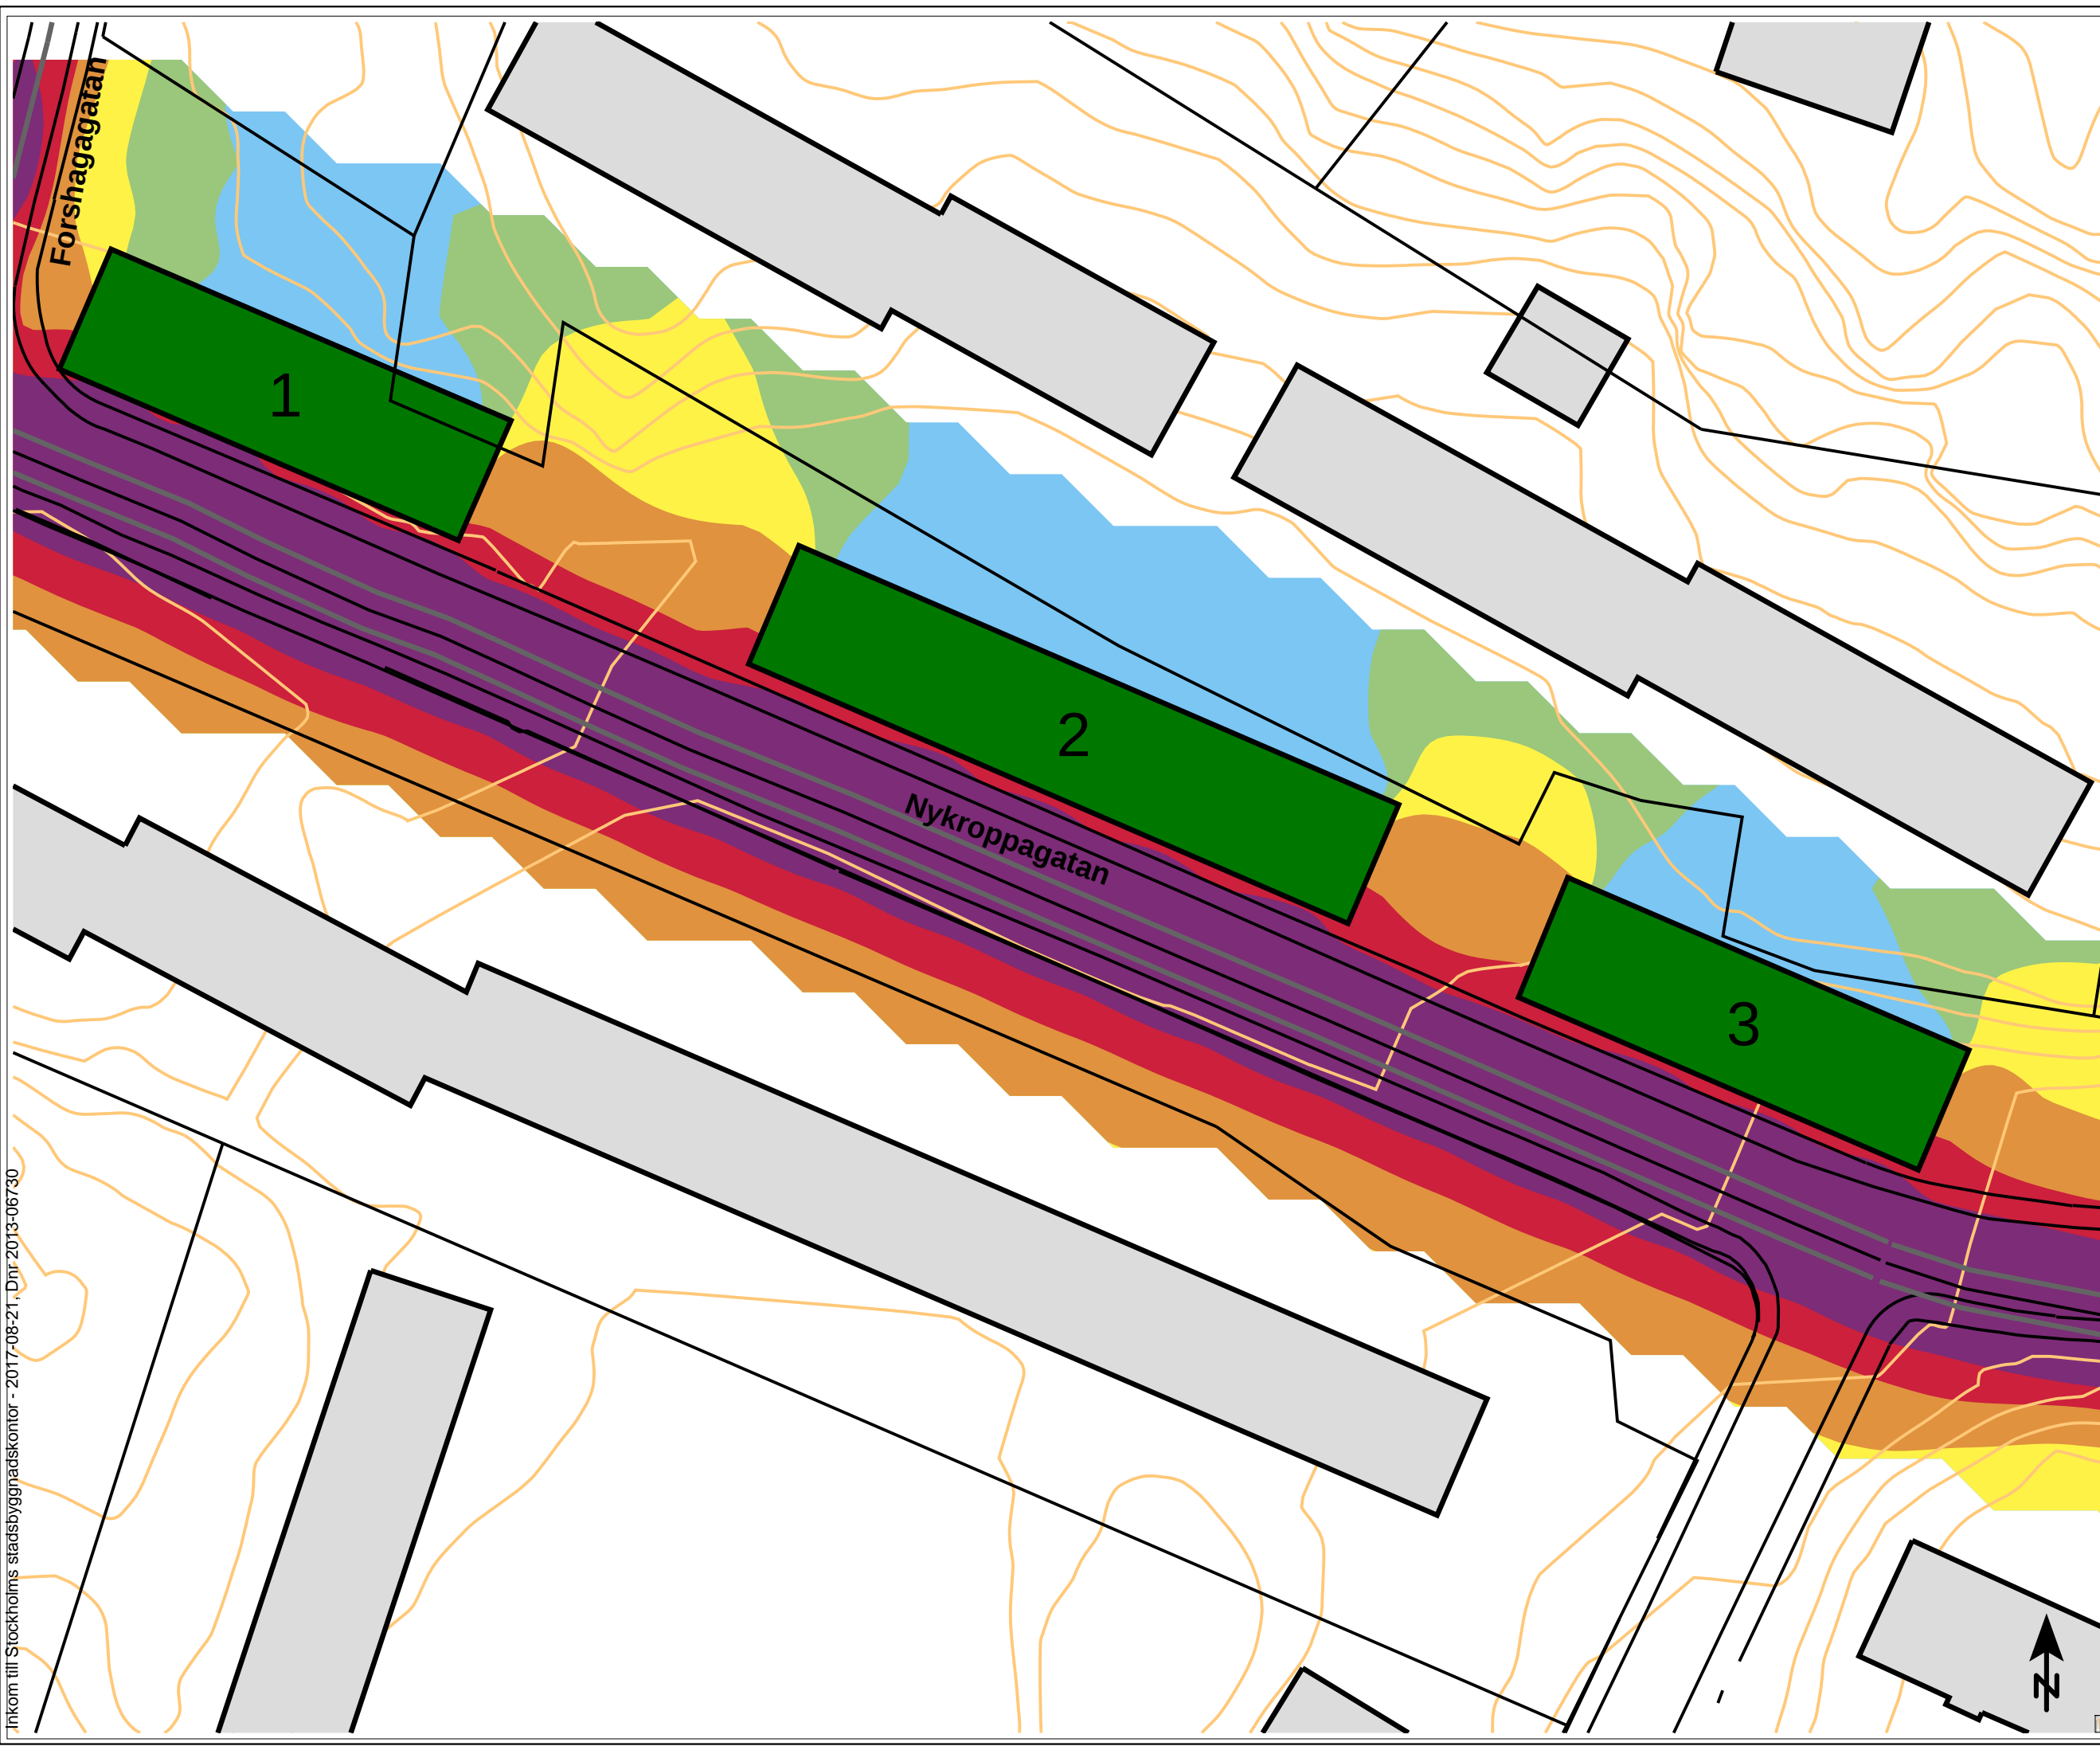 Forshagagatan
1
2
Nykroppagatan
3
Inkom till Stockholms stadsbyggnadskontor - 2017-08-21, Dnr 2013-06730
N